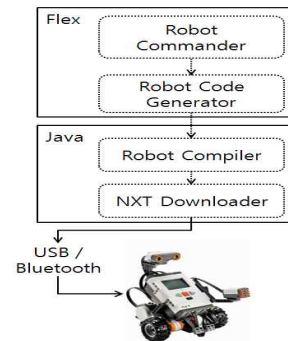 Flex
Robot
Commander
Robot Code
Generator
Java
Robot Compiler
NXT Downloader
USB /
Bluetooth